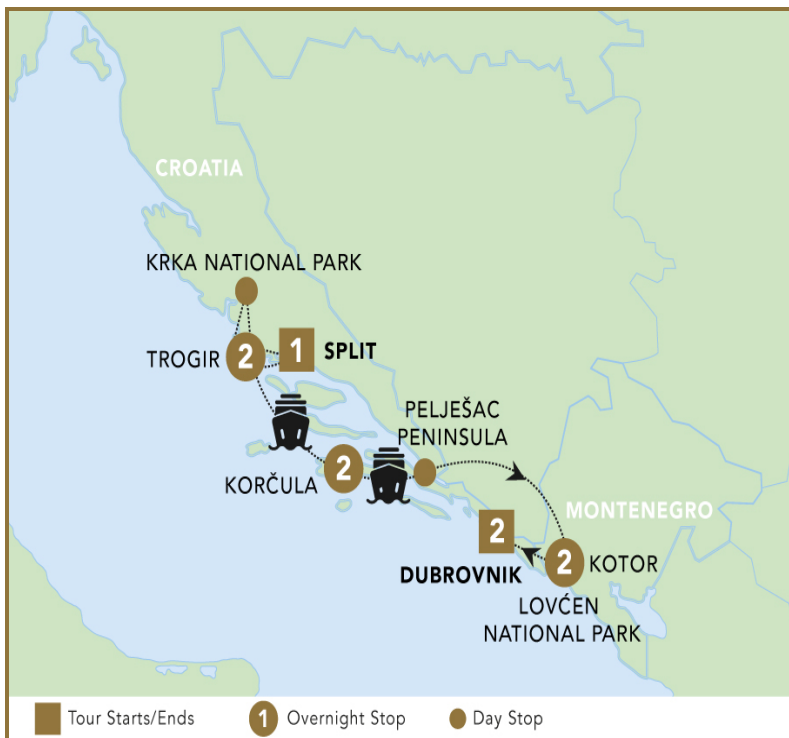 CROATIA
KRKA NATIONAL PARK
TROGIR
2
1
SPLIT
PELJEŠAC
PENINSULA
KORČULA
2
MONTENEGRO
2
DUBROVNIK
2
KOTOR
LOVĆEN
NATIONAL PARK
Tour Starts/Ends
1
Overnight Stop
Day Stop